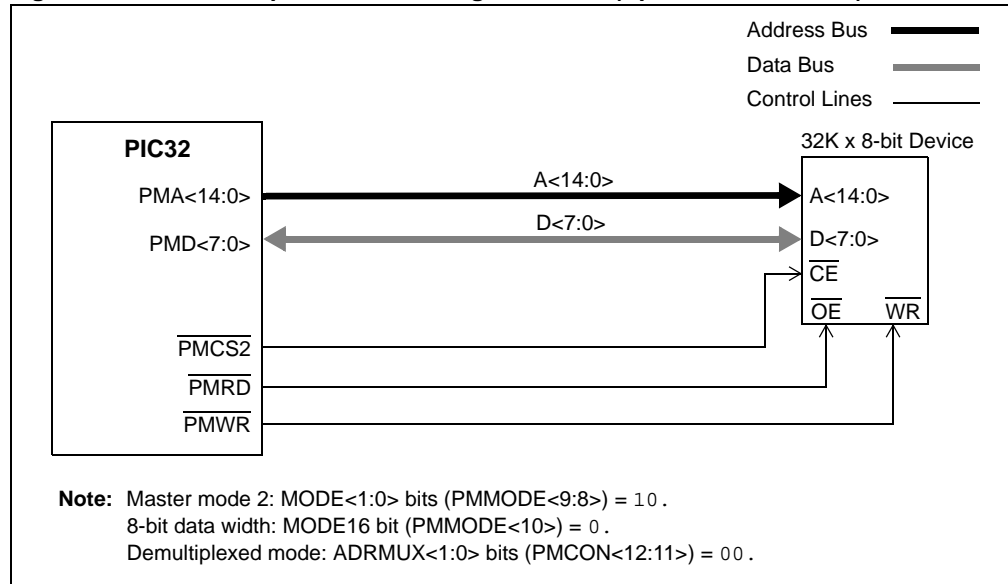 Address Bus
Data Bus
Control Lines
PIC32
32K x 8-bit Device
PMA<14:0>
A<14:0>
A<14:0>
PMD<7:0>
D<7:0>
D<7:0>
CE
OE
WR
PMCS2
PMRD
PMWR
Note: Master mode 2: MODE<1:0> bits (PMMODE<9:8>) = 10.
8-bit data width: MODE16 bit (PMMODE<10>) = 0.
Demultiplexed mode: ADRMUX<1:0> bits (PMCON<12:11>) = 00.